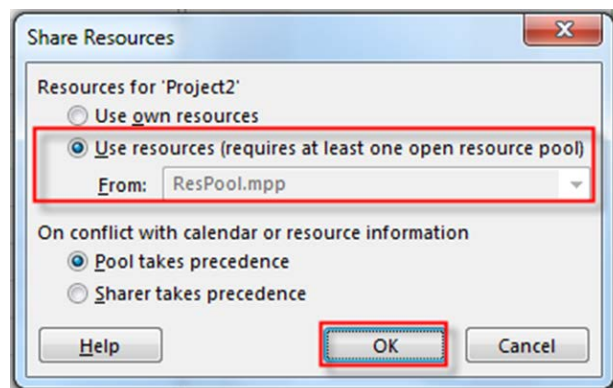 Share Resources
Resources for 'Project2'
Use own resources
Use resources (requires at least one open resource pool)
From: ResPool.mpp
On conflict with calendar or resource information
Pool takes precedence
Sharer takes precedence
Help OK Cancel